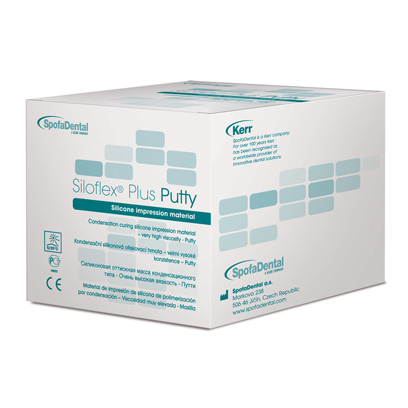 SpofaDental
A KERR COMPANY
Siloflex® Plus Putty
Silicone impression material
Condensation curing silicone impression material
– very high viscosity - Putty
Kondenzační silikonová otiskovací hmota – velmi vysoké
konzistence – Putty
Силиконовая оттискная масса конденсационного
типа - Очень высокая вязкость - Путти
Material de impresión de silicona de polimerización
por condensación – Viscosidad muy elevada - Masilla
CE
Kerr
SpofaDental is a Kerr company.
For over 100 years Kerr
has been recognised as
a worldwide provider of
innovative dental solutions.
SpofaDental
SpofaDental a.s.
Markova 238
506 46 Jičín, Czech Republic
www.spofadental.com